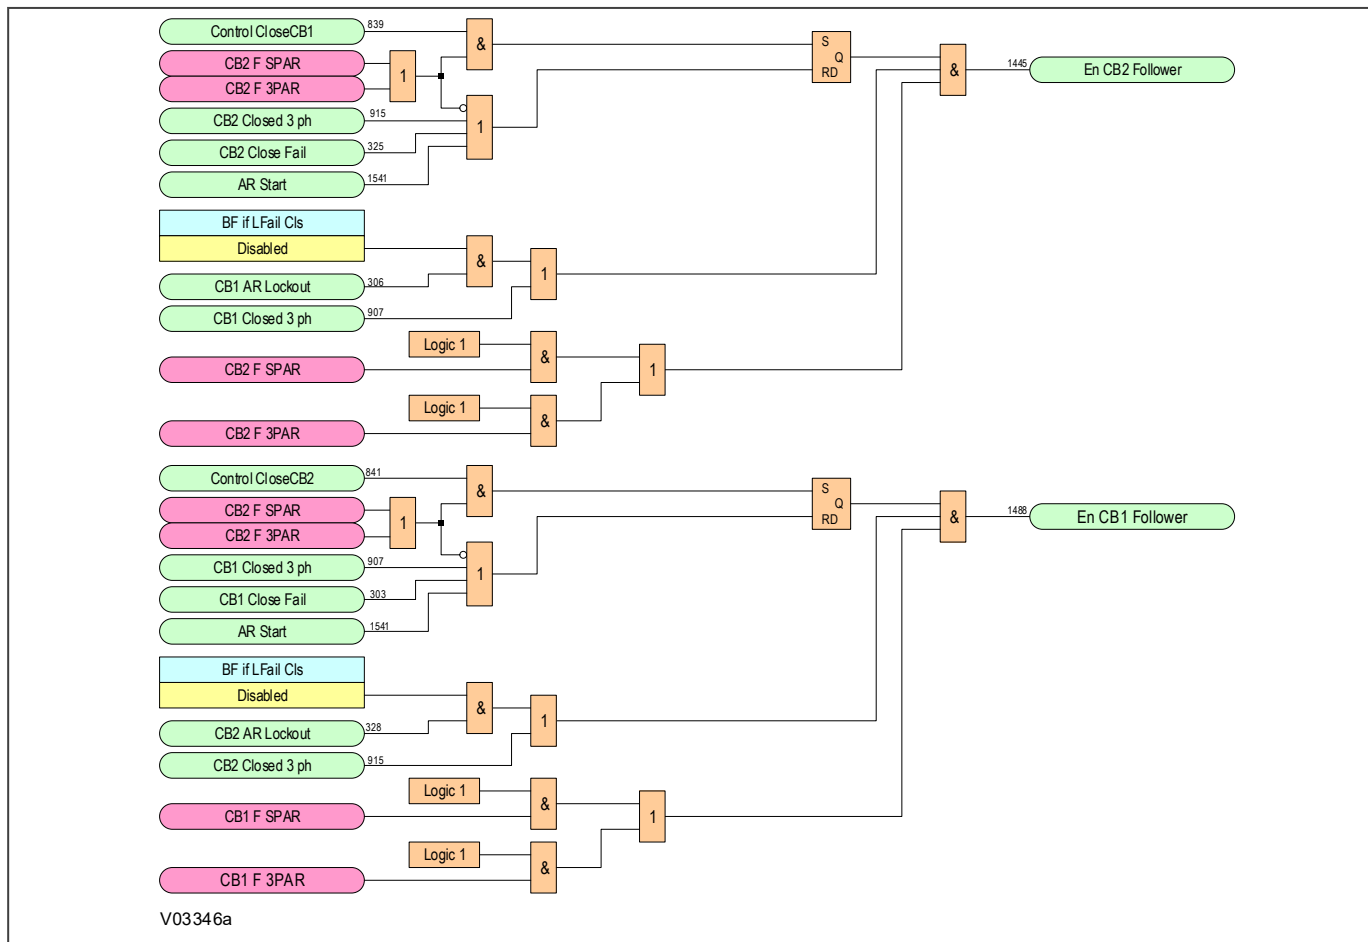 Control CloseCB1
839
&
CB2 F SPAR
CB2 F 3PAR
1
CB2 Closed 3 ph
915
CB2 Close Fail
325
AR Start
1541
1
S
Q
RD
&
1445
En CB2 Follower
BF if LFail Cls
Disabled
&
CB1 AR Lockout
306
CB1 Closed 3 ph
907
1
Logic 1
&
CB2 F SPAR
1
Logic 1
&
CB2 F 3PAR
Control CloseCB2
841
&
CB2 F SPAR
CB2 F 3PAR
1
CB1 Closed 3 ph
907
CB1 Close Fail
303
AR Start
1541
1
S
Q
RD
&
1488
En CB1 Follower
BF if LFail Cls
Disabled
&
CB2 AR Lockout
328
CB2 Closed 3 ph
915
1
Logic 1
&
CB1 F SPAR
1
Logic 1
&
CB1 F 3PAR
V03346a